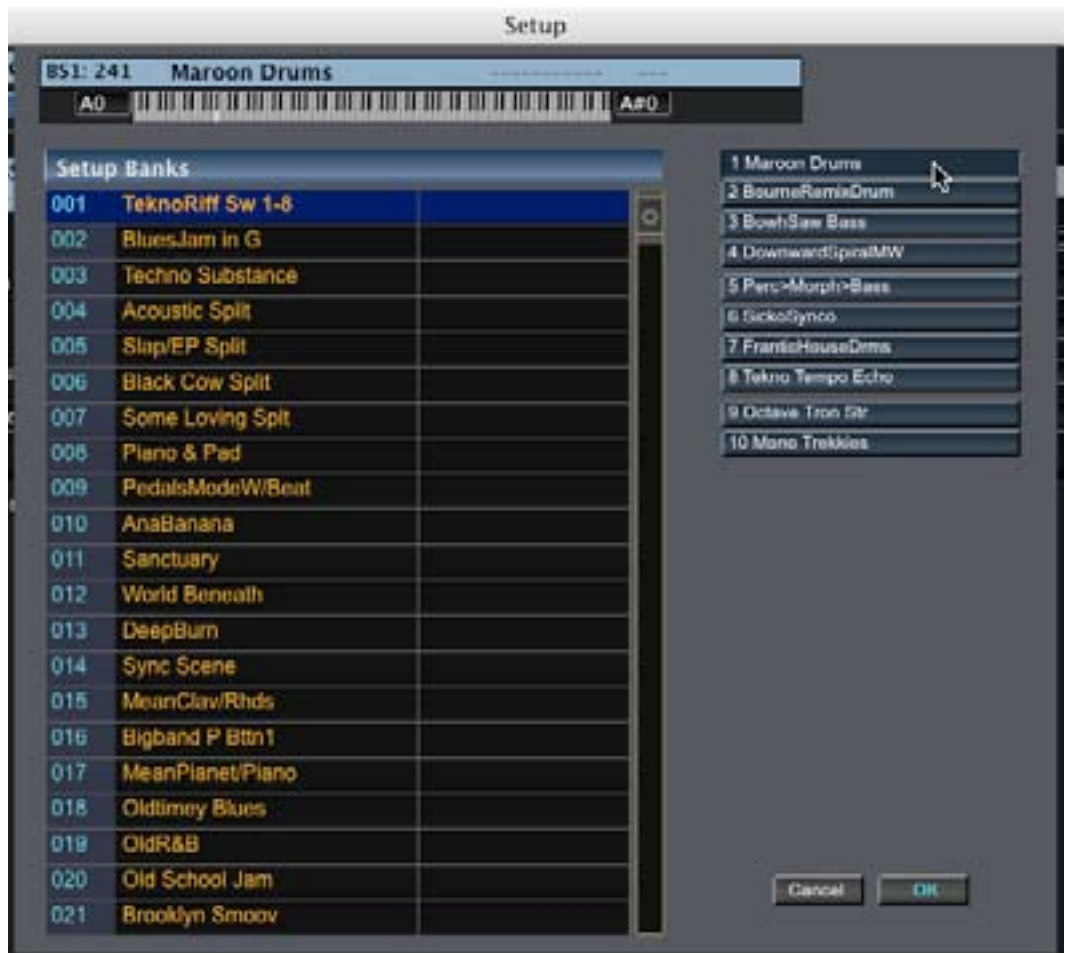 Setup
BS1: 241 Maroon Drums ----------- ---
A0 A#0
Setup Banks
001 TeknoRiff Sw 1-8
002 BluesJam in G
003 Techno Substance
004 Acoustic Split
005 Slap/EP Split
006 Black Cow Split
007 Some Loving Splt
008 Piano & Pad
009 PedalsModeW/Beat
010 AnaBanana
011 Sanctuary
012 World Beneath
013 DeepBurn
014 Sync Scene
015 MeanClav/Rhds
016 Bigband P Bttn1
017 MeanPlanet/Piano
018 Oldtimey Blues
019 OldR&B
020 Old School Jam
021 Brooklyn Smoov
1 Maroon Drums
2 BourneRemixDrum
3 BowhSaw Bass
4 DownwardSpiralMW
5 Perc>Morph>Bass
6 SickoSynco
7 FranticHouseDrms
8 Tekno Tempo Echo
9 Octave Tron Str
10 Mono Trekkies
Cancel OK